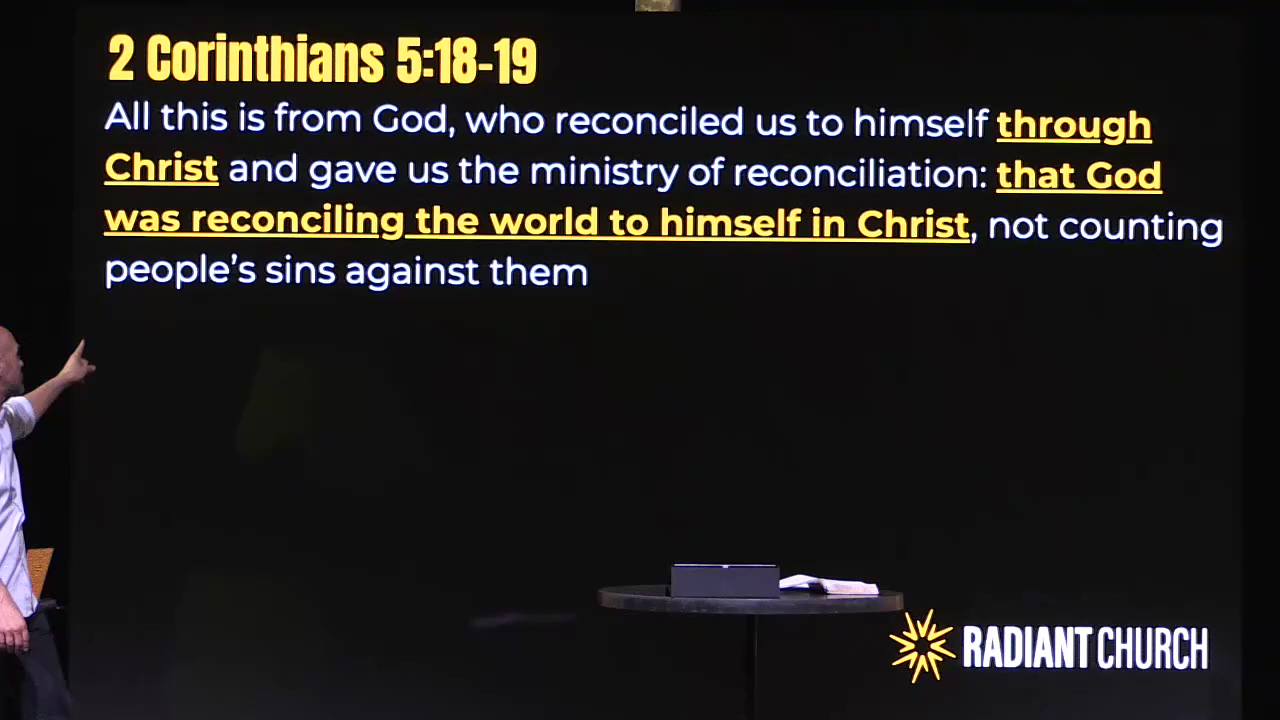 2 Corinthians 5:18-19
All this is from God, who reconciled us to himself through
Christ and gave us the ministry of reconciliation: that God
was reconciling the world to himself in Christ, not counting
people’s sins against them
RADIANT CHURCH